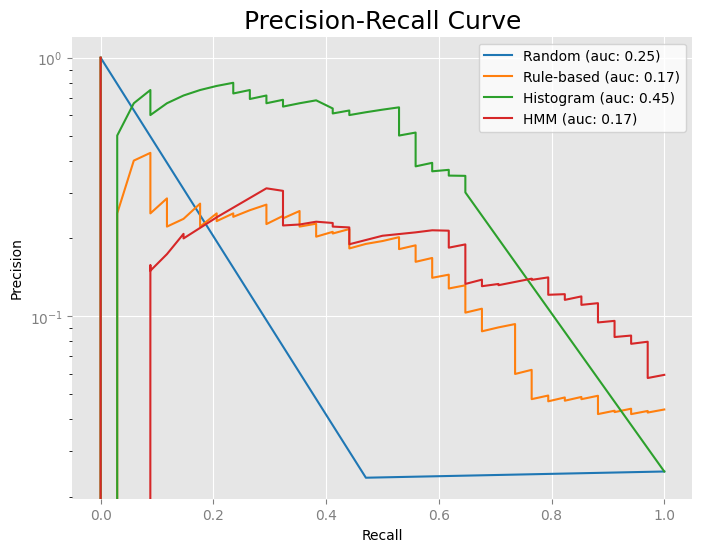 Precision-Recall Curve
Random (auc: 0.25)
Rule-based (auc: 0.17)
Histogram (auc: 0.45)
HMM (auc: 0.17)
Precision
10⁰
10⁻¹
0.0 0.2 0.4 0.6 0.8 1.0
Recall